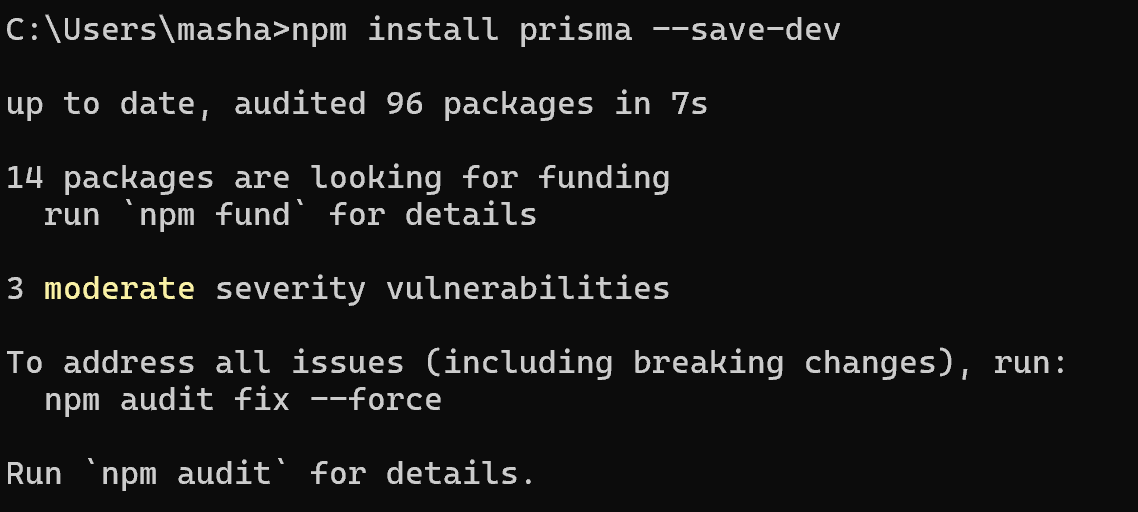 C:\Users\masha>npm install prisma --save-dev
up to date, audited 96 packages in 7s
14 packages are looking for funding
  run `npm fund` for details
3 moderate severity vulnerabilities
To address all issues (including breaking changes), run:
  npm audit fix --force
Run `npm audit` for details.